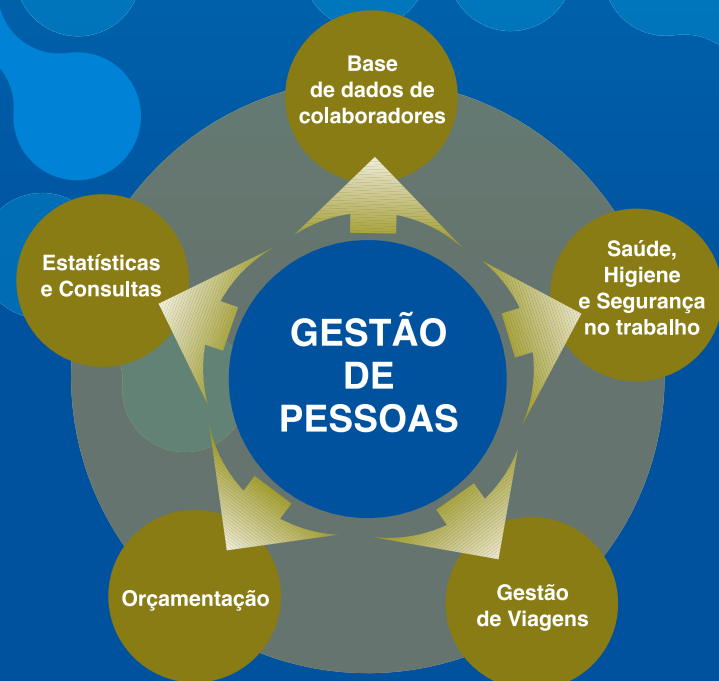 Base
de dados de
colaboradores
Saúde,
Higiene
e Segurança
no trabalho
Estatísticas
e Consultas
GESTÃO
DE
PESSOAS
Orçamentação
Gestão
de Viagens